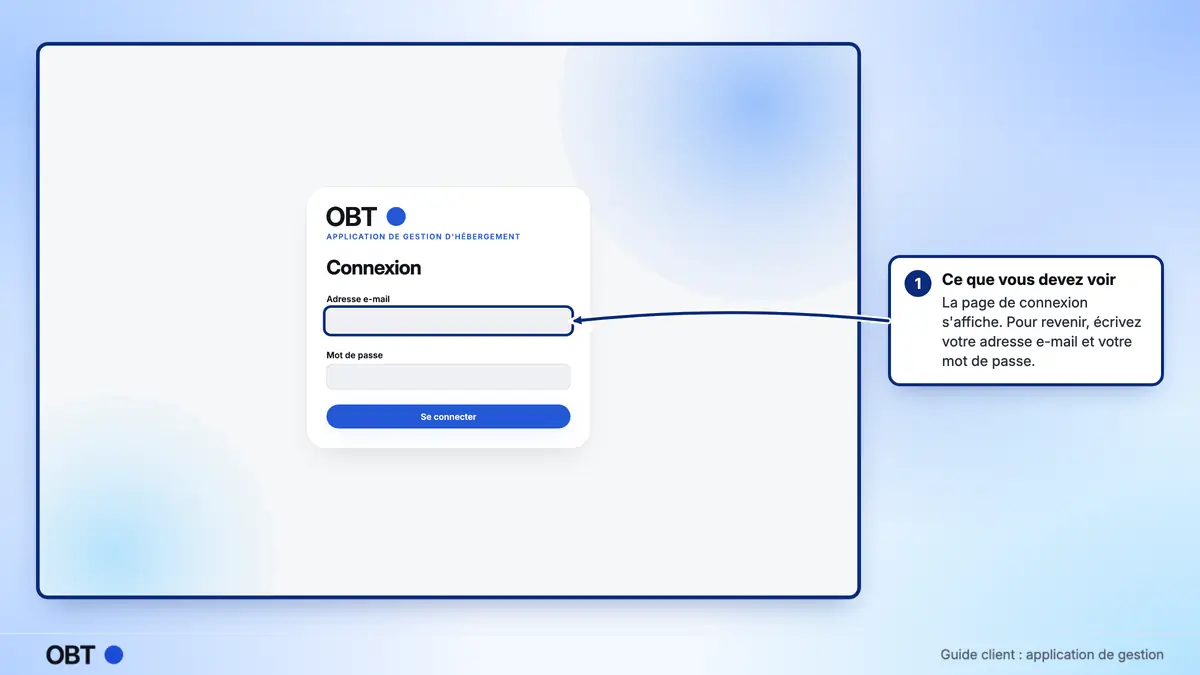 OBT
APPLICATION DE GESTION D'HÉBERGEMENT
Connexion
Adresse e-mail
Mot de passe
Se connecter
1
Ce que vous devez voir
La page de connexion
s'affiche. Pour revenir, écrivez
votre adresse e-mail et votre
mot de passe.
OBT
Guide client : application de gestion